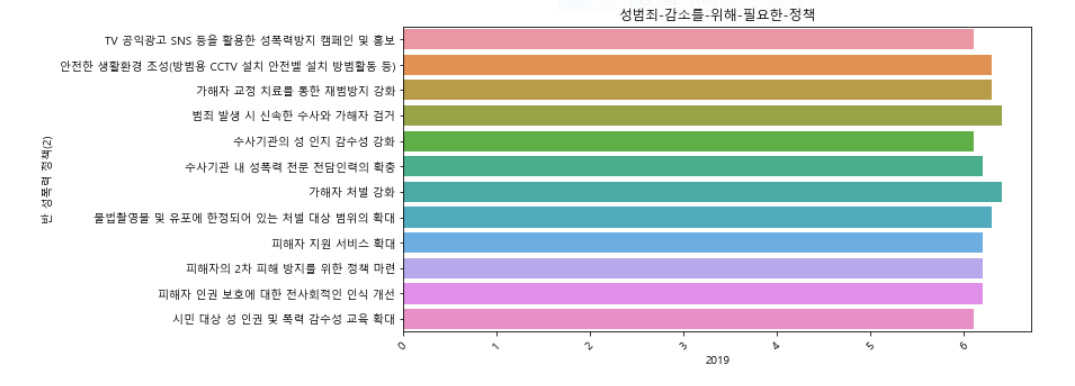 성범죄-감소를-위해-필요한-정책
TV 공익광고 SNS 등을 활용한 성폭력방지 캠페인 및 홍보
안전한 생활환경 조성(방범용 CCTV 설치 안전벨 설치 방범활동 등)
가해자 교정 치료를 통한 재범방지 강화
범죄 발생 시 신속한 수사와 가해자 검거
수사기관의 성 인지 감수성 강화
수사기관 내 성폭력 전문 전담인력의 확충
가해자 처벌 강화
불법촬영물 및 유포에 한정되어 있는 처벌 대상 범위의 확대
피해자 지원 서비스 확대
피해자의 2차 피해 방지를 위한 정책 마련
피해자 인권 보호에 대한 전사회적인 인식 개선
시민 대상 성 인권 및 폭력 감수성 교육 확대
반 성폭력 정책(2)
0 1 2 3 4 5 6
2019